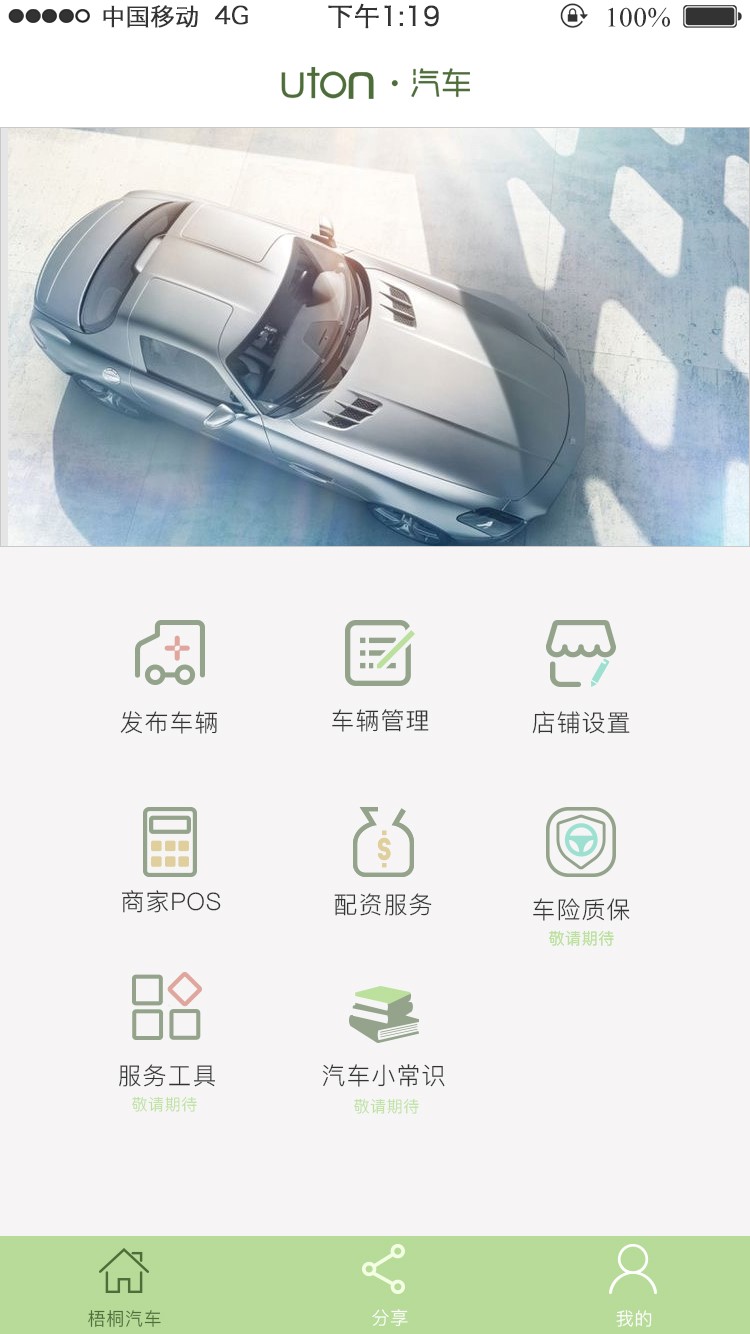 中国移动 4G 下午1:19 100%
uton·汽车
发布车辆 车辆管理 店铺设置
商家POS 配资服务 车险质保
敬请期待
服务工具 汽车小常识
敬请期待 敬请期待
梧桐汽车 分享 我的